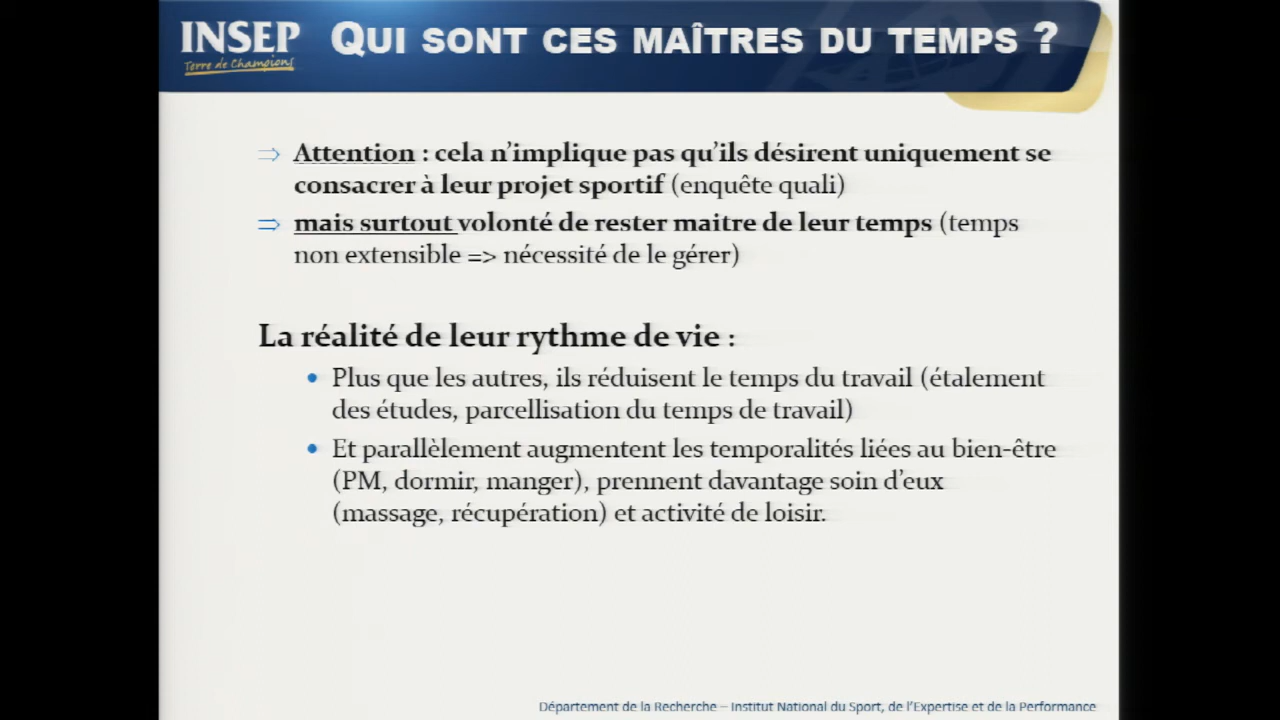 INSEP
Terre de Champions
QUI SONT CES MAÎTRES DU TEMPS ?
⇒ Attention : cela n'implique pas qu'ils désirent uniquement se
consacrer à leur projet sportif (enquête quali)
⇒ mais surtout volonté de rester maitre de leur temps (temps
non extensible => nécessité de le gérer)
La réalité de leur rythme de vie :
• Plus que les autres, ils réduisent le temps du travail (étalement
des études, parcellisation du temps de travail)
• Et parallèlement augmentent les temporalités liées au bien-être
(PM, dormir, manger), prennent davantage soin d'eux
(massage, récupération) et activité de loisir.
Département de la Recherche – Institut National du Sport, de l'Expertise et de la Performance